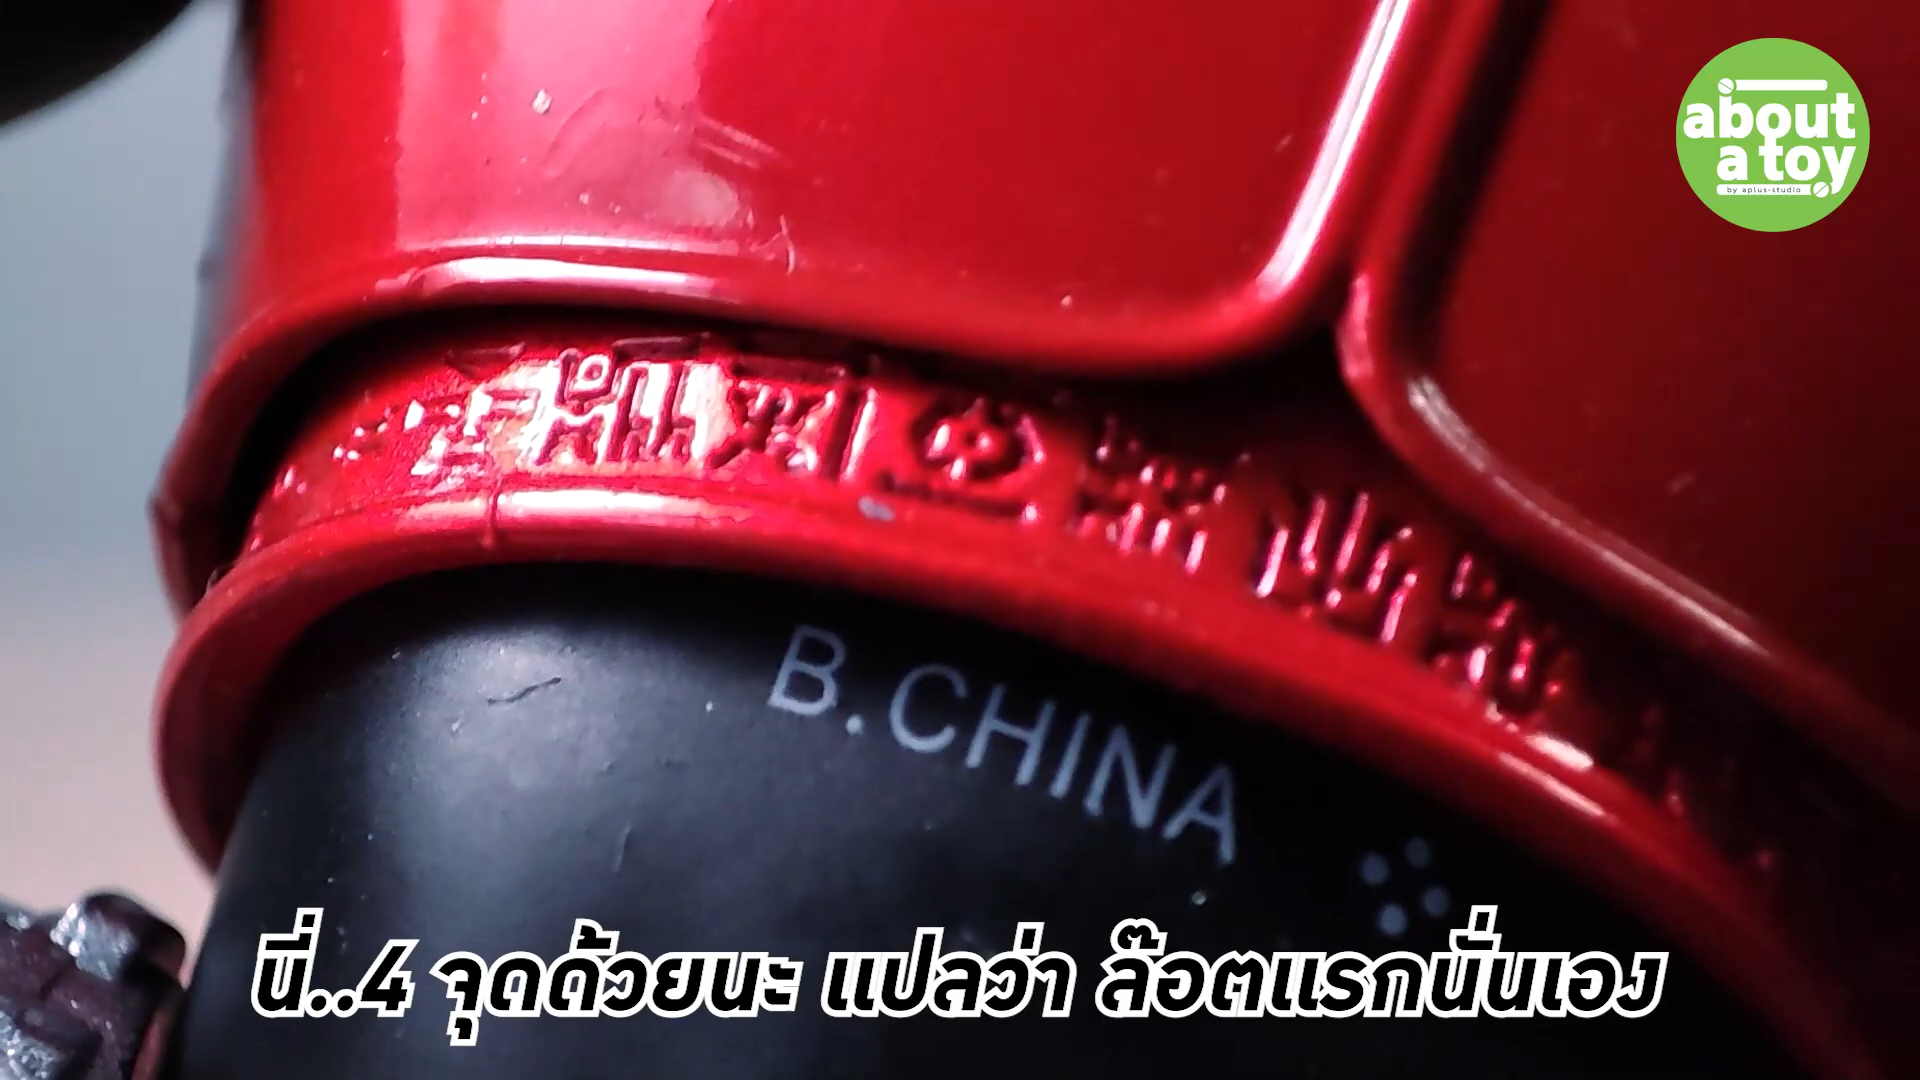 about
a toy
by aplus-studio
B.CHINA
นี่..4 จุดด้วยนะ แปลว่า ล๊อตแรกนั่นเอง